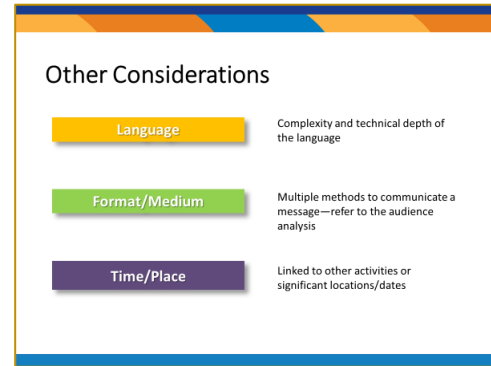 Other Considerations
Language
Complexity and technical depth of
the language
Format/Medium
Multiple methods to communicate a
message—refer to the audience
analysis
Time/Place
Linked to other activities or
significant locations/dates